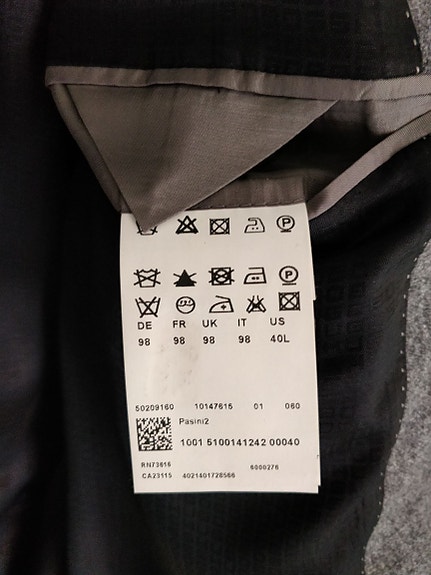 DE FR UK IT US
98 98 98 98 40L
50209160 10147615 01 060
Pasini2
1001 5100141242 00040
RN73616 6000276
CA23115 4021401728566